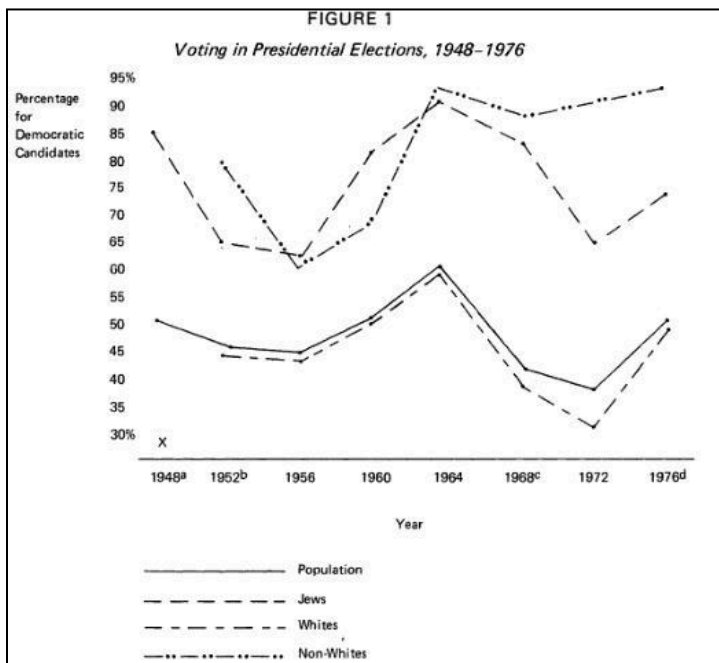 FIGURE 1
Voting in Presidential Elections, 1948–1976
Percentage
for
Democratic
Candidates
95%
90
85
80
75
70
65
60
55
50
45
40
35
30%
X
1948a 1952b 1956 1960 1964 1968c 1972 1976d
Year
Population
Jews
Whites
Non-Whites